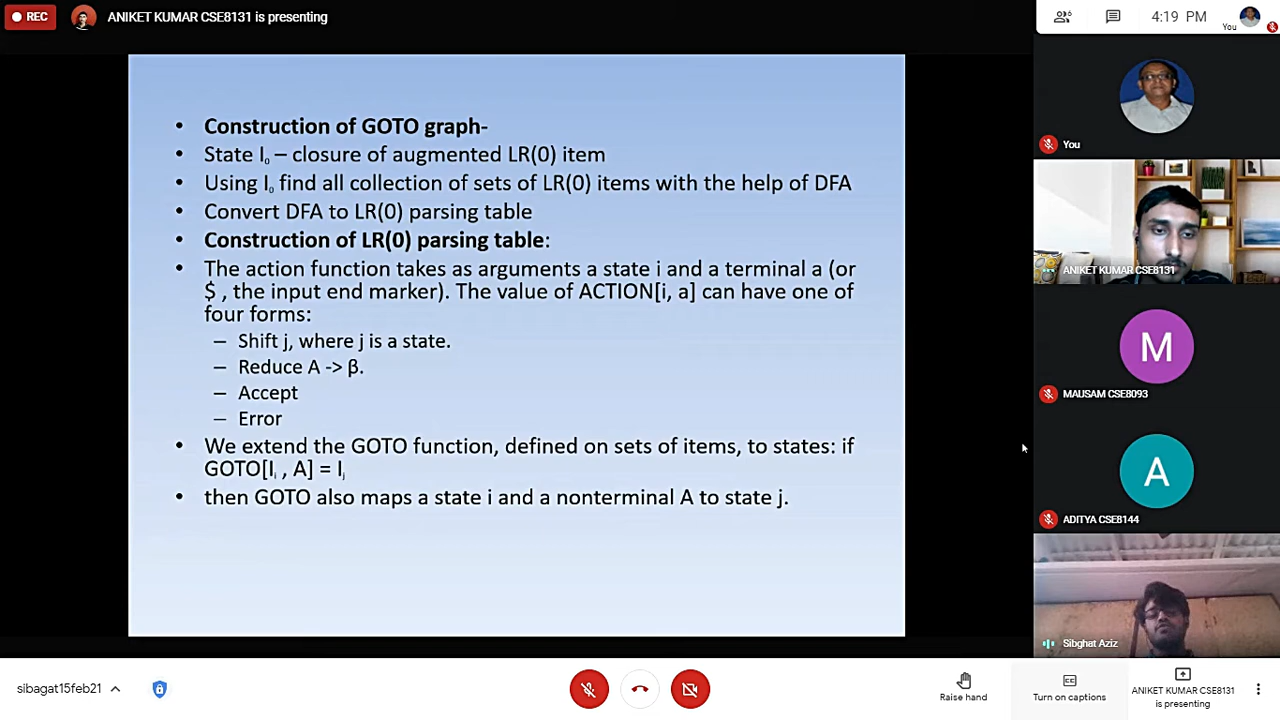 REC
ANIKET KUMAR CSE8131 is presenting
6
4:19 PM
You
• Construction of GOTO graph-
• State I₀ – closure of augmented LR(0) item
• Using I₀ find all collection of sets of LR(0) items with the help of DFA
• Convert DFA to LR(0) parsing table
• Construction of LR(0) parsing table:
• The action function takes as arguments a state i and a terminal a (or
$ , the input end marker). The value of ACTION[i, a] can have one of
four forms:
– Shift j, where j is a state.
– Reduce A -> β.
– Accept
– Error
• We extend the GOTO function, defined on sets of items, to states: if
GOTO[Iᵢ , A] = Iⱼ
• then GOTO also maps a state i and a nonterminal A to state j.
You
ANIKET KUMAR CSE8131
M
MAUSAM CSE8093
A
ADITYA CSE8144
Sibghat Aziz
sibagat15feb21
Raise hand
CC
Turn on captions
ANIKET KUMAR CSE8131
is presenting